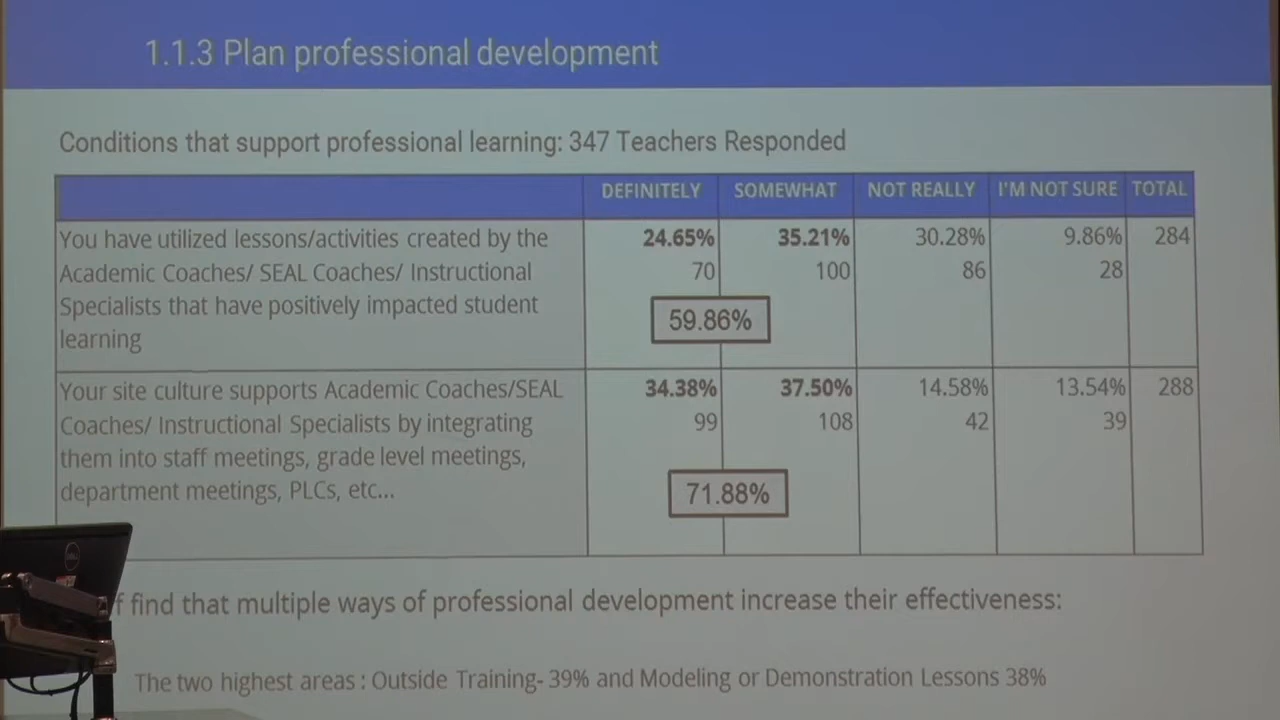 1.1.3 Plan professional development
Conditions that support professional learning: 347 Teachers Responded
DEFINITELY SOMEWHAT NOT REALLY I'M NOT SURE TOTAL
You have utilized lessons/activities created by the 24.65% 35.21% 30.28% 9.86% 284
Academic Coaches/ SEAL Coaches/ Instructional 70 100 86 28
Specialists that have positively impacted student 59.86%
learning
Your site culture supports Academic Coaches/SEAL 34.38% 37.50% 14.58% 13.54% 288
Coaches/ Instructional Specialists by integrating 99 108 42 39
them into staff meetings, grade level meetings,
department meetings, PLCs, etc... 71.88%
find that multiple ways of professional development increase their effectiveness:
The two highest areas : Outside Training- 39% and Modeling or Demonstration Lessons 38%